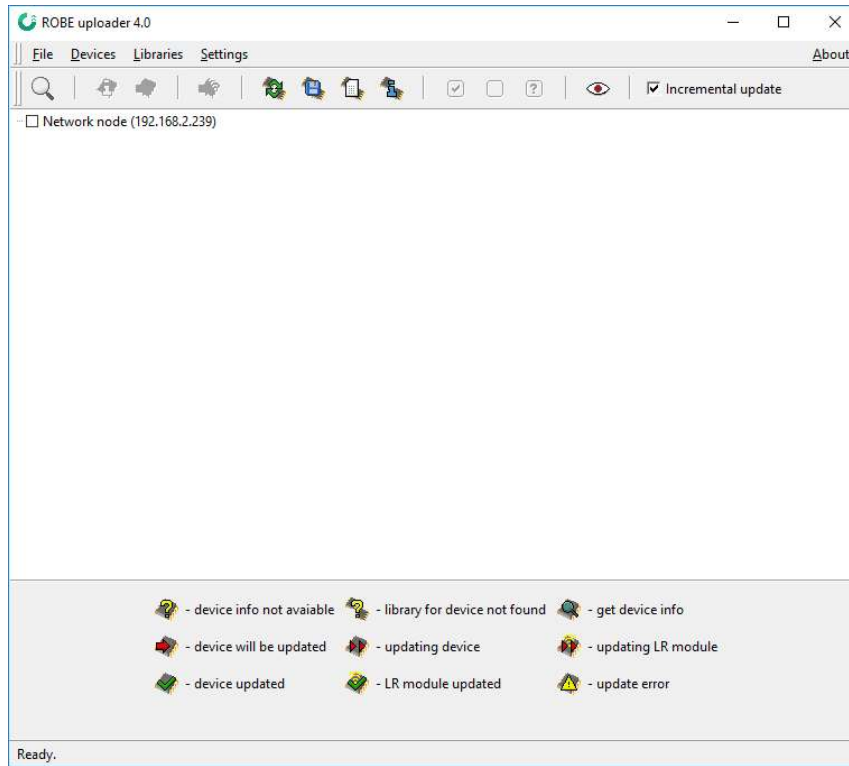 ROBE uploader 4.0
File Devices Libraries Settings About
Incremental update
Network node (192.168.2.239)
- device info not avaiable - library for device not found - get device info
- device will be updated - updating device - updating LR module
- device updated - LR module updated - update error
Ready.